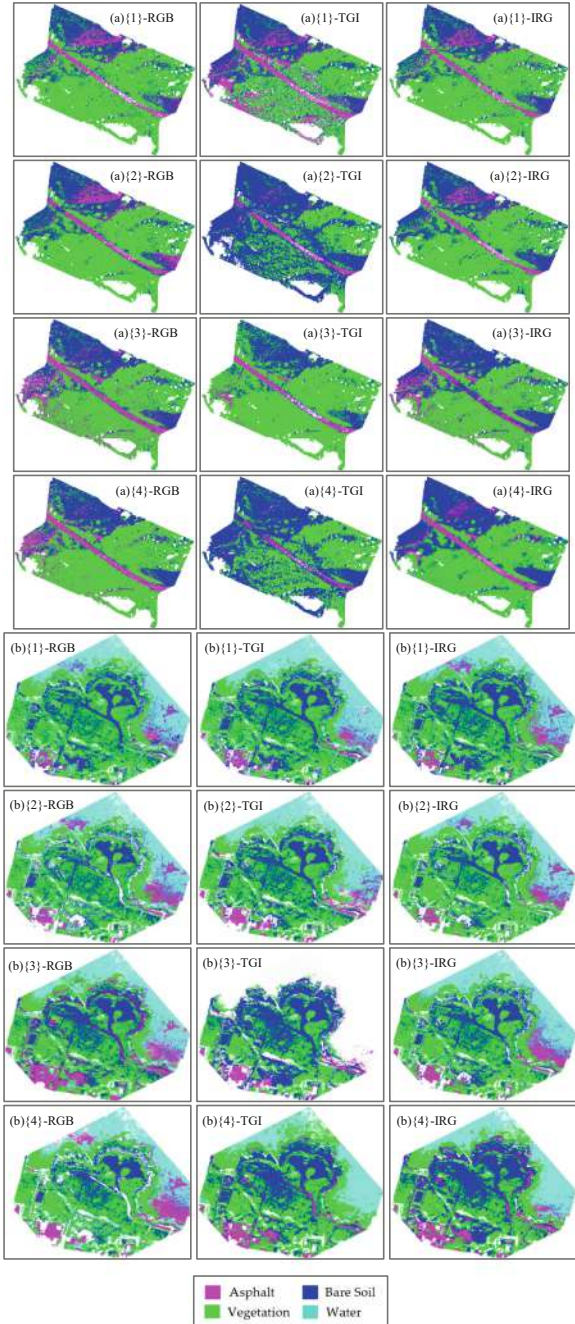 (a){1}-RGB
(a){1}-TGI
(a){1}-IRG
(a){2}-RGB
(a){2}-TGI
(a){2}-IRG
(a){3}-RGB
(a){3}-TGI
(a){3}-IRG
(a){4}-RGB
(a){4}-TGI
(a){4}-IRG
(b){1}-RGB
(b){1}-TGI
(b){1}-IRG
(b){2}-RGB
(b){2}-TGI
(b){2}-IRG
(b){3}-RGB
(b){3}-TGI
(b){3}-IRG
(b){4}-RGB
(b){4}-TGI
(b){4}-IRG
Asphalt
Bare Soil
Vegetation
Water